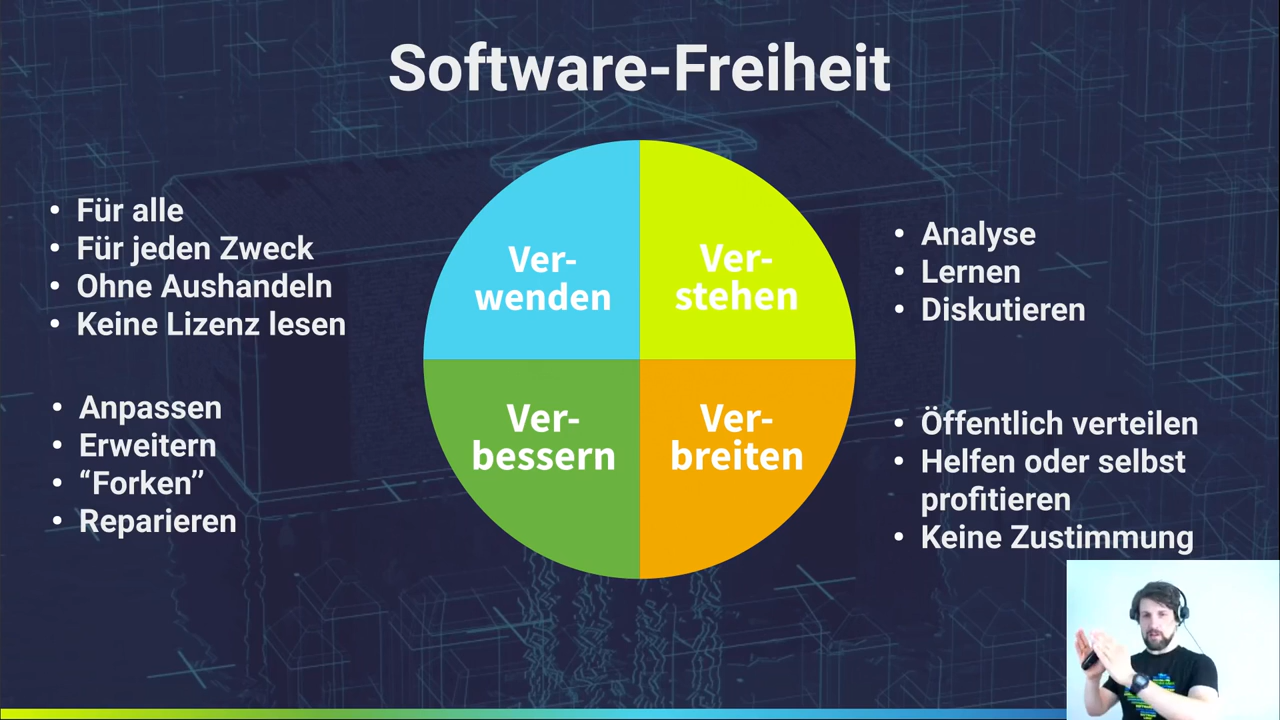 Software-Freiheit
• Für alle
• Für jeden Zweck
• Ohne Aushandeln
• Keine Lizenz lesen
Ver-
wenden
Ver-
stehen
• Analyse
• Lernen
• Diskutieren
• Anpassen
• Erweitern
• “Forken”
• Reparieren
Ver-
bessern
Ver-
breiten
• Öffentlich verteilen
• Helfen oder selbst
profitieren
• Keine Zustimmung